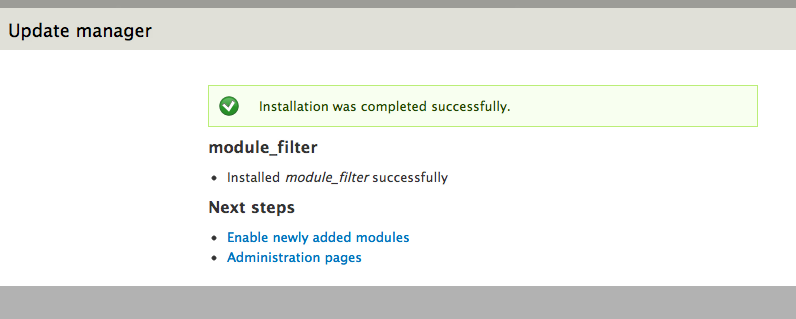 Update manager
Installation was completed successfully.
module_filter
Installed module_filter successfully
Next steps
Enable newly added modules
Administration pages